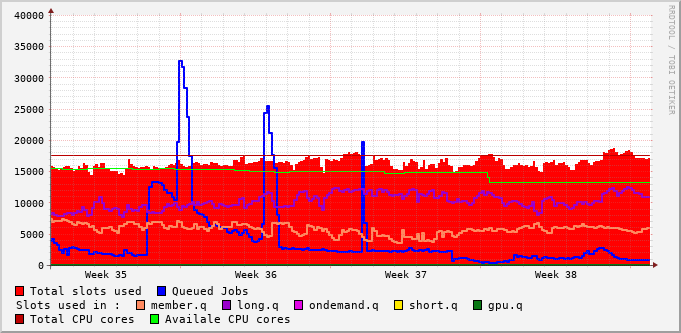 RRDTOOL / TOBI OETIKER
40000
35000
30000
25000
20000
15000
10000
5000
0
Week 35 Week 36 Week 37 Week 38
Total slots used Queued Jobs
Slots used in : member.q long.q ondemand.q short.q gpu.q
Total CPU cores Availale CPU cores